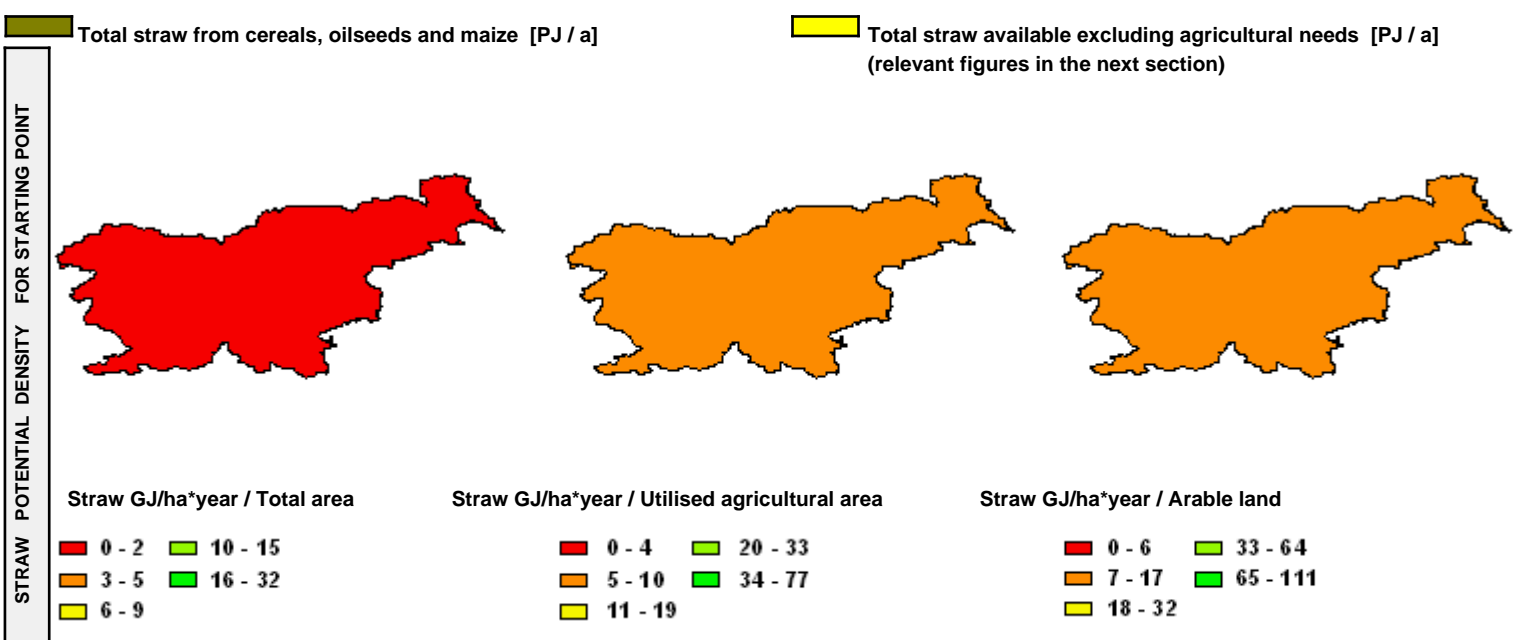 Total straw from cereals, oilseeds and maize [PJ / a]
Total straw available excluding agricultural needs [PJ / a]
(relevant figures in the next section)
STRAW POTENTIAL DENSITY FOR STARTING POINT
Straw GJ/ha*year / Total area
0 - 2
10 - 15
3 - 5
16 - 32
6 - 9
Straw GJ/ha*year / Utilised agricultural area
0 - 4
20 - 33
5 - 10
34 - 77
11 - 19
Straw GJ/ha*year / Arable land
0 - 6
33 - 64
7 - 17
65 - 111
18 - 32